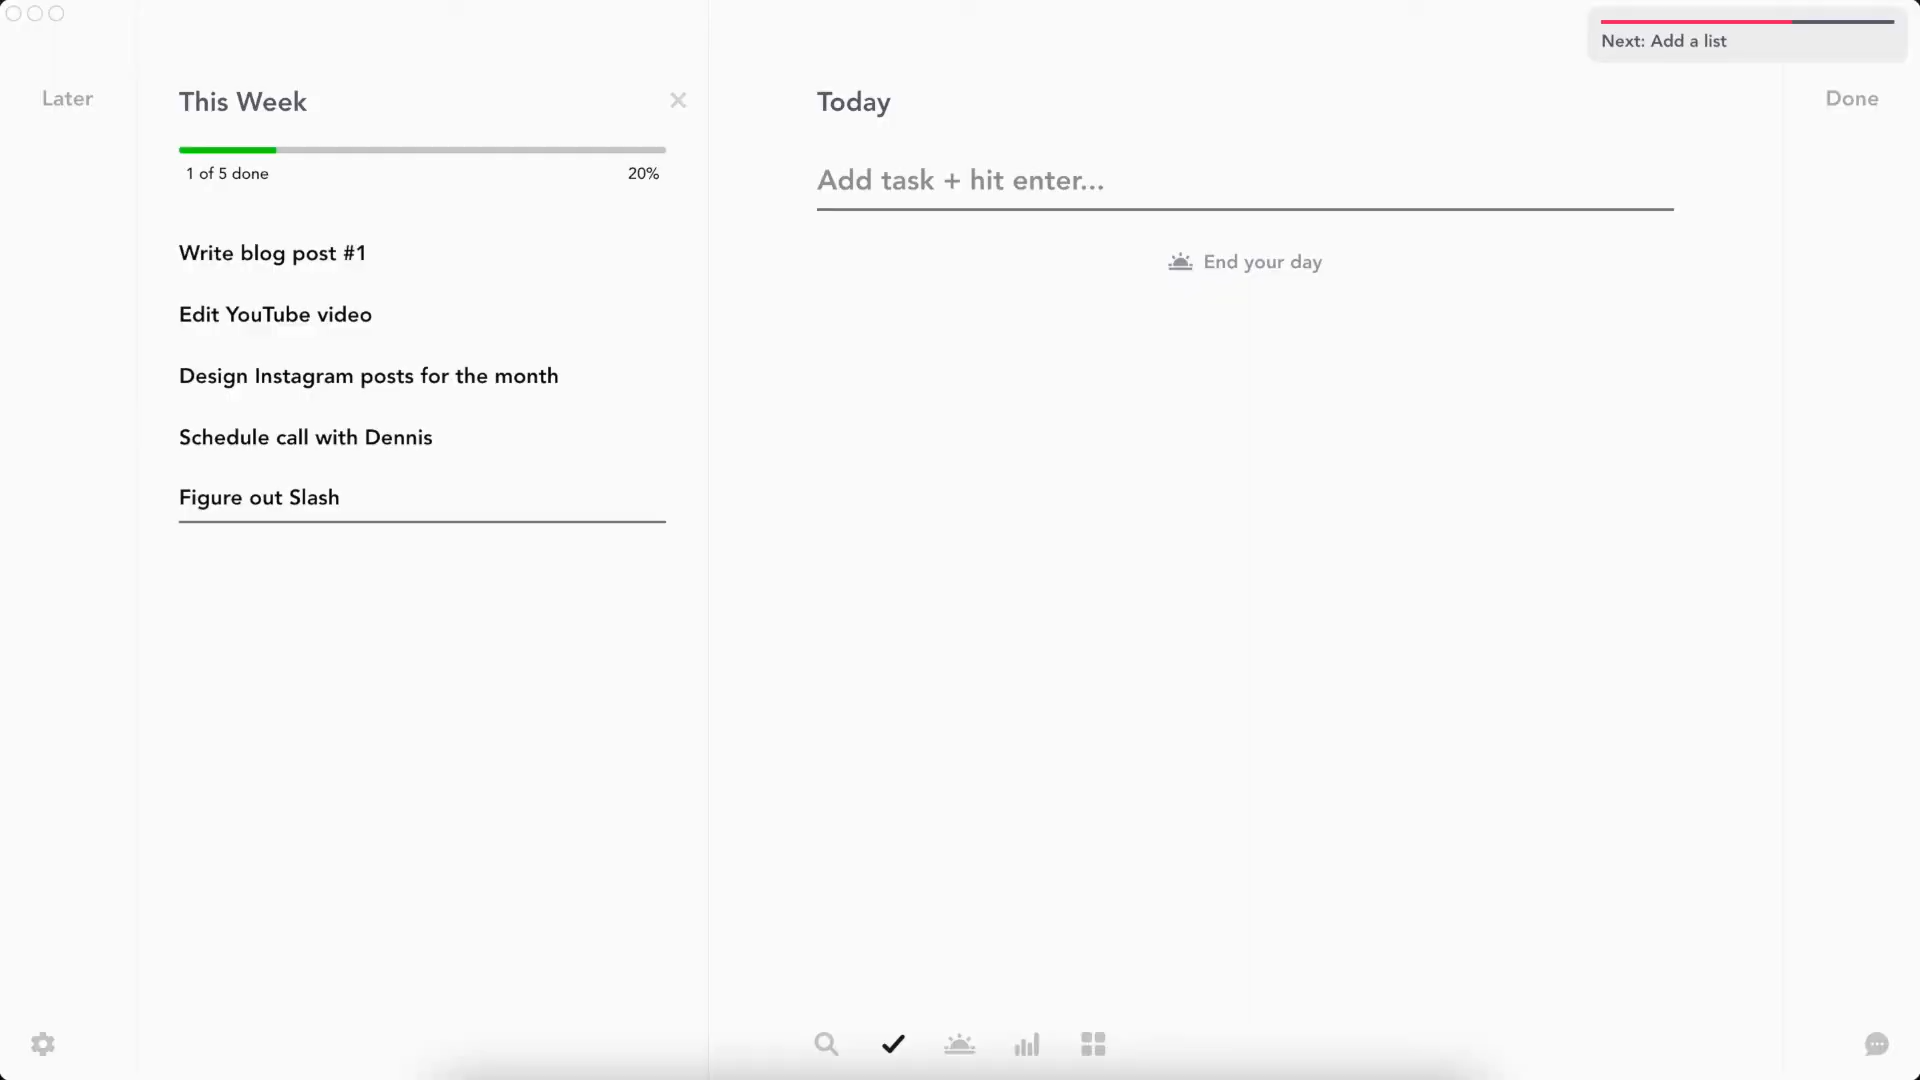 Next: Add a list
Later
This Week
Today
Done
1 of 5 done
20%
Add task + hit enter...
Write blog post #1
End your day
Edit YouTube video
Design Instagram posts for the month
Schedule call with Dennis
Figure out Slash